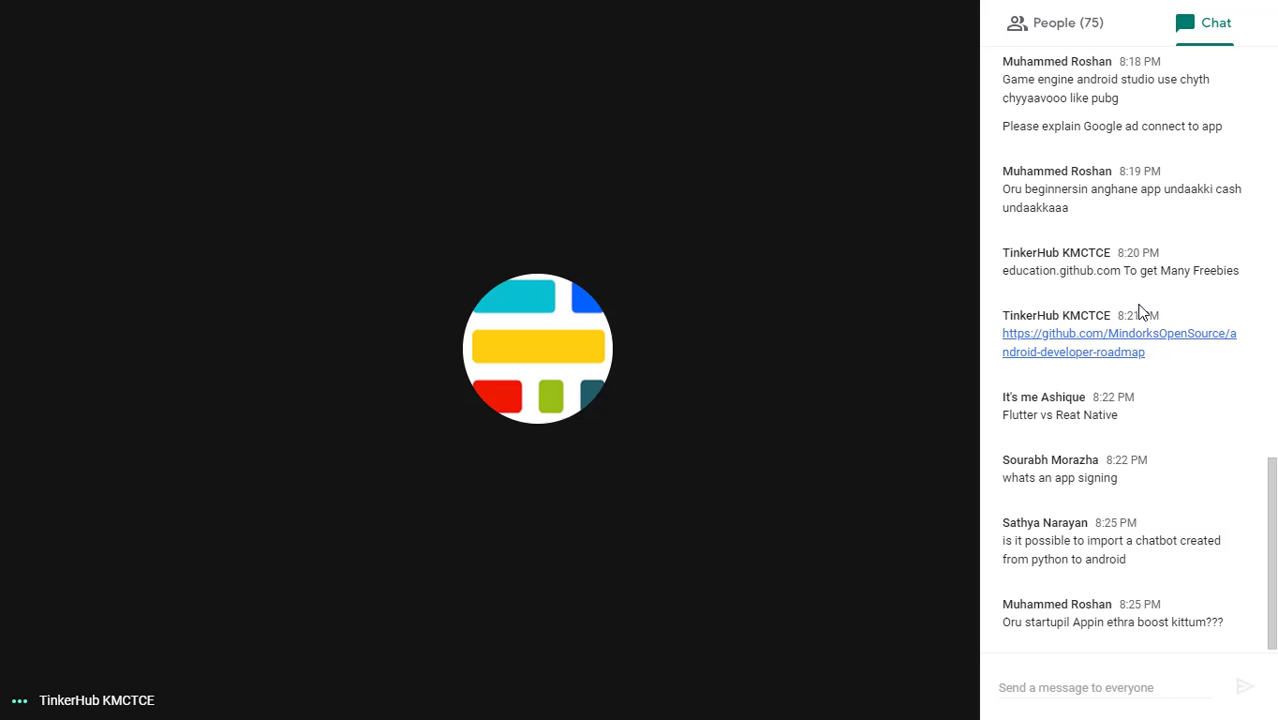 People (75)
Chat
Muhammed Roshan 8:18 PM
Game engine android studio use chyth
chyyaavooo like pubg
Please explain Google ad connect to app
Muhammed Roshan 8:19 PM
Oru beginnersin anghane app undaakki cash
undaakkaaa
TinkerHub KMCTCE 8:20 PM
education.github.com To get Many Freebies
TinkerHub KMCTCE 8:21 PM
https://github.com/MindorksOpenSource/a
ndroid-developer-roadmap
It's me Ashique 8:22 PM
Flutter vs Reat Native
Sourabh Morazha 8:22 PM
whats an app signing
Sathya Narayan 8:25 PM
is it possible to import a chatbot created
from python to android
Muhammed Roshan 8:25 PM
Oru startupil Appin ethra boost kittum???
Send a message to everyone
TinkerHub KMCTCE